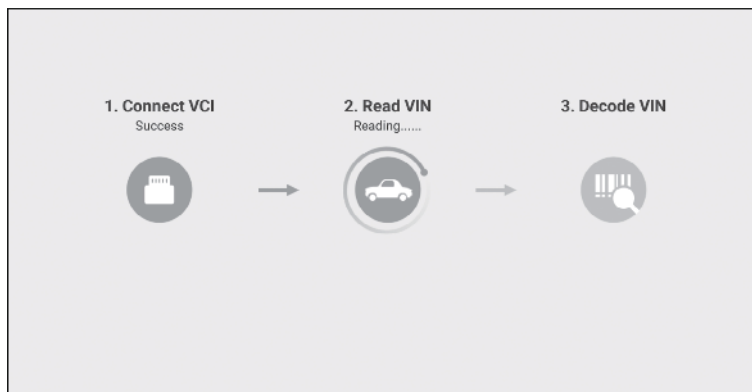 1. Connect VCI
Success
2. Read VIN
Reading......
3. Decode VIN